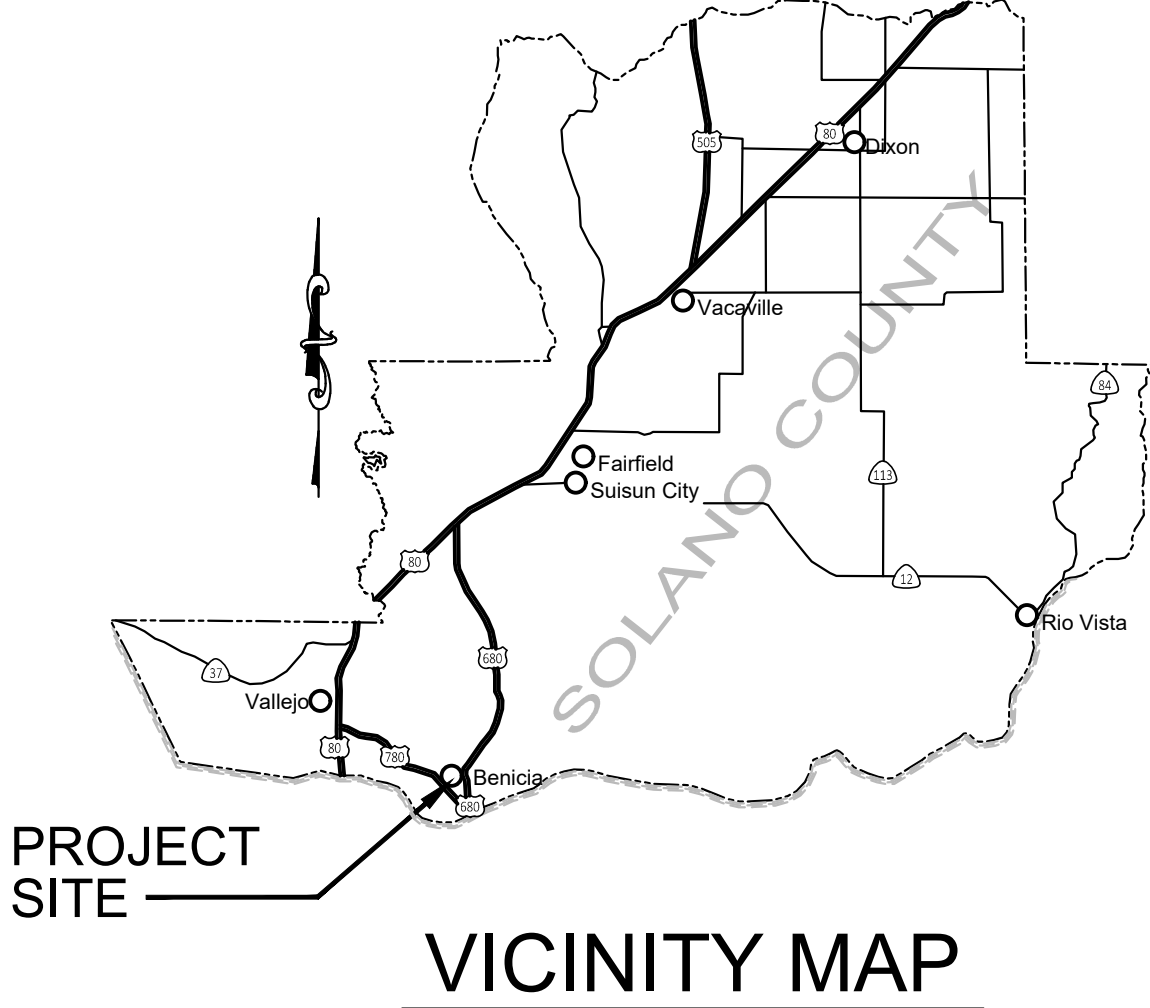 505
80
Dixon
Vacaville
84
Fairfield
Suisun City
113
80
12
Rio Vista
SOLANO COUNTY
680
37
Vallejo
80
780
Benicia
680
PROJECT
SITE
VICINITY MAP